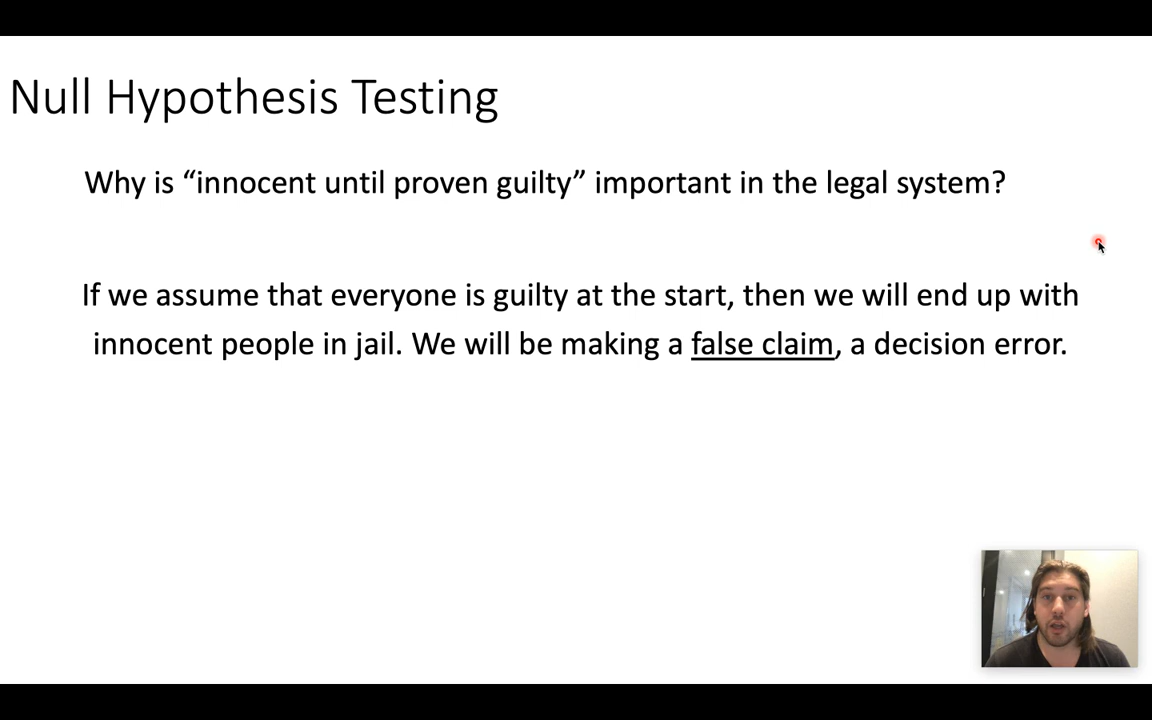 Null Hypothesis Testing
Why is “innocent until proven guilty” important in the legal system?
If we assume that everyone is guilty at the start, then we will end up with
innocent people in jail. We will be making a false claim, a decision error.